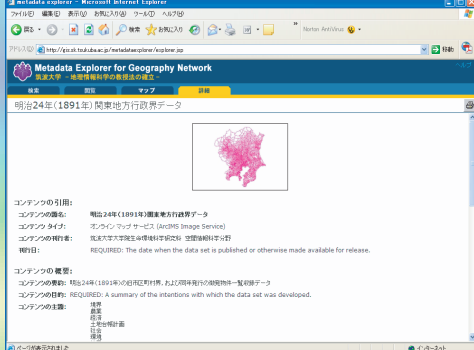 metadata explorer - Microsoft Internet Explorer
ファイル(F) 編集(E) 表示(V) お気に入り(A) ツール(T) ヘルプ(H)
戻る 検索 お気に入り Norton AntiVirus
アドレス(D) http://gis.sk.tsukuba.ac.jp/metadataexplorer/explorer.jsp 移動
Metadata Explorer for Geography Network
筑波大学 - 地理情報科学の教授法の確立 -
ヘルプ
検索 閲覧 マップ 詳細
明治24年(1891年)関東地方行政界データ
コンテンツの引用:
コンテンツの題名: 明治24年(1891年)関東地方行政界データ
コンテンツ タイプ: オンライン マップ サービス (ArcIMS Image Service)
コンテンツの刊行者: 筑波大学大学院生命環境科学研究科 空間情報科学分野
刊行日: REQUIRED: The date when the data set is published or otherwise made available for release.
コンテンツの概要:
コンテンツの要約: 明治24年(1891年)の旧市区町村界、および同年発行の徴発物件一覧表データ
コンテンツの目的: REQUIRED: A summary of the intentions with which the data set was developed.
コンテンツの主題: 境界
農業
経済
土地台帳計画
社会
環境
ページが表示されました インターネット